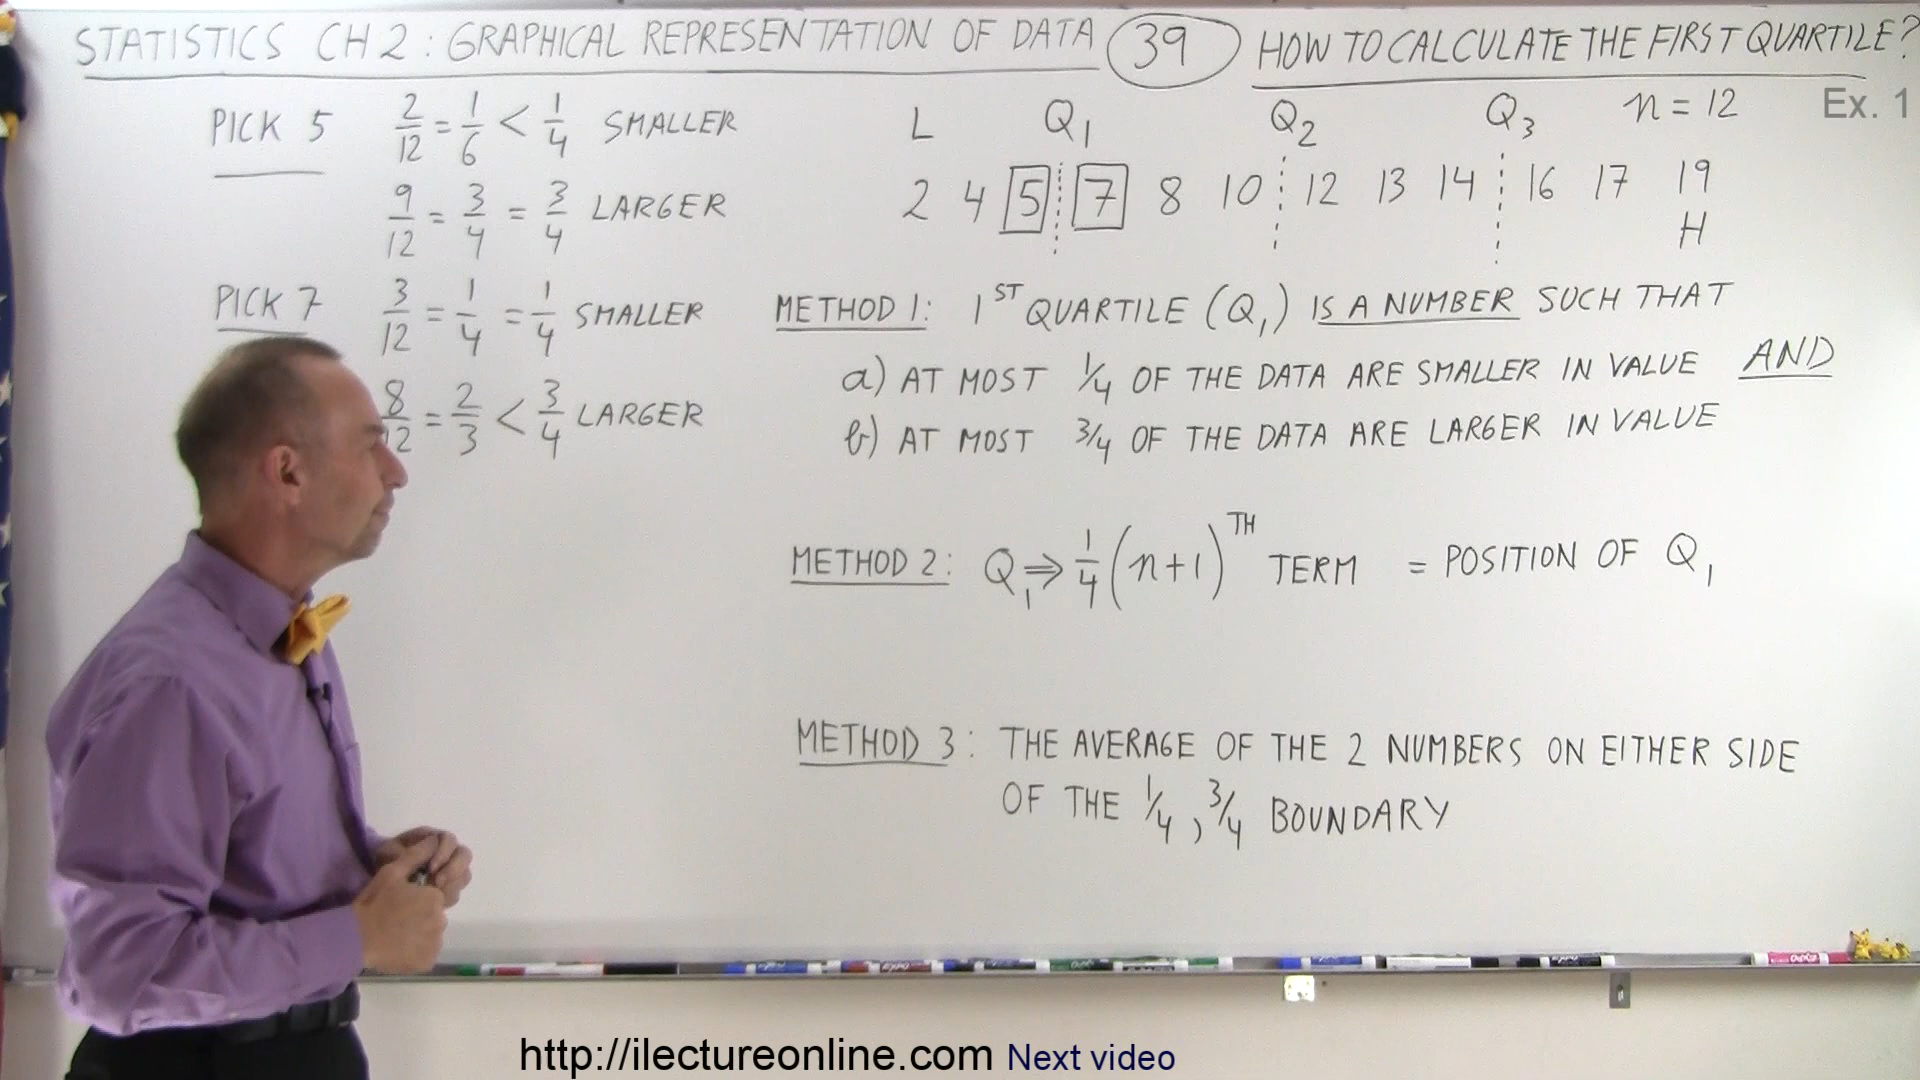 STATISTICS CH 2 : GRAPHICAL REPRESENTATION OF DATA 39 HOW TO CALCULATE THE FIRST QUARTILE?
PICK 5 2/12 = 1/6 < 1/4 SMALLER
9/12 = 3/4 = 3/4 LARGER
PICK 7 3/12 = 1/4 = 1/4 SMALLER
8/12 = 2/3 < 3/4 LARGER
L Q1 Q2 Q3 n = 12 Ex. 1
2 4 5 7 8 10 12 13 14 16 17 19
H
METHOD 1: 1ST QUARTILE (Q1) IS A NUMBER SUCH THAT
a) AT MOST 1/4 OF THE DATA ARE SMALLER IN VALUE AND
b) AT MOST 3/4 OF THE DATA ARE LARGER IN VALUE
METHOD 2: Q1 ⇒ 1/4 (n+1)TH TERM = POSITION OF Q1
METHOD 3: THE AVERAGE OF THE 2 NUMBERS ON EITHER SIDE
OF THE 1/4, 3/4 BOUNDARY
http://ilectureonline.com Next video